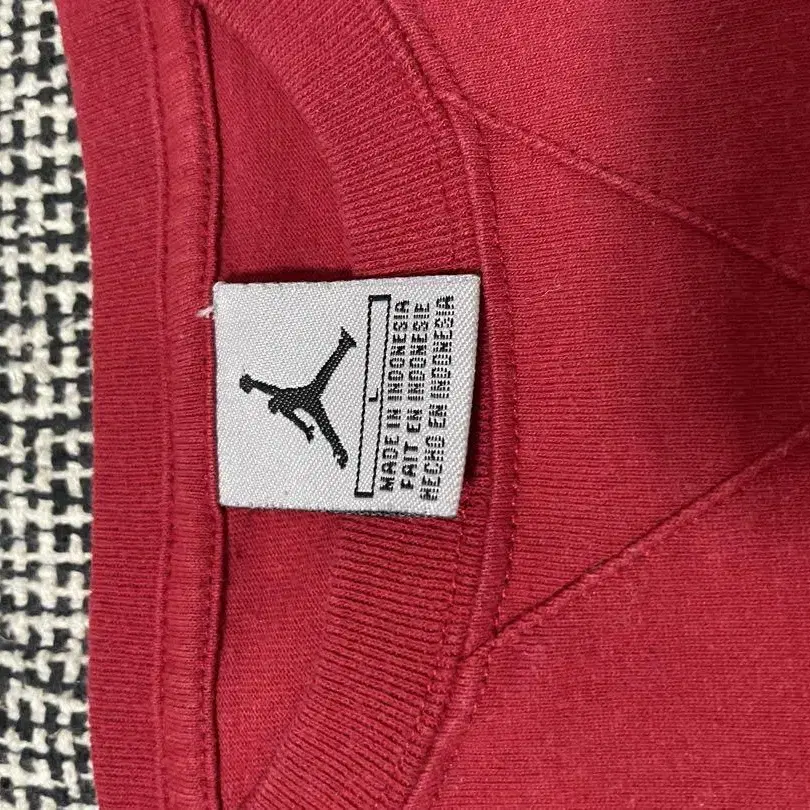 L
MADE IN INDONESIA
FAIT EN INDONESIE
HECHO EN INDONESIA